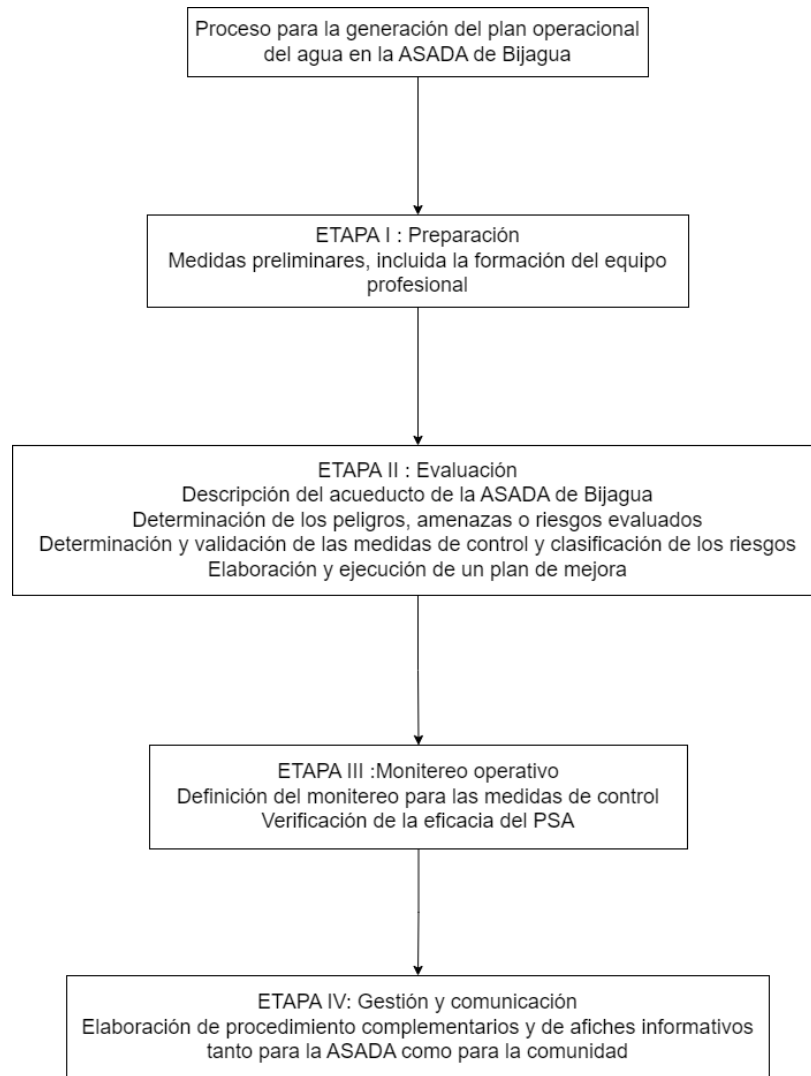 Proceso para la generación del plan operacional
del agua en la ASADA de Bijagua
ETAPA I : Preparación
Medidas preliminares, incluida la formación del equipo
profesional
ETAPA II : Evaluación
Descripción del acueducto de la ASADA de Bijagua
Determinación de los peligros, amenazas o riesgos evaluados
Determinación y validación de las medidas de control y clasificación de los riesgos
Elaboración y ejecución de un plan de mejora
ETAPA III :Monitereo operativo
Definición del monitereo para las medidas de control
Verificación de la eficacia del PSA
ETAPA IV: Gestión y comunicación
Elaboración de procedimiento complementarios y de afiches informativos
tanto para la ASADA como para la comunidad